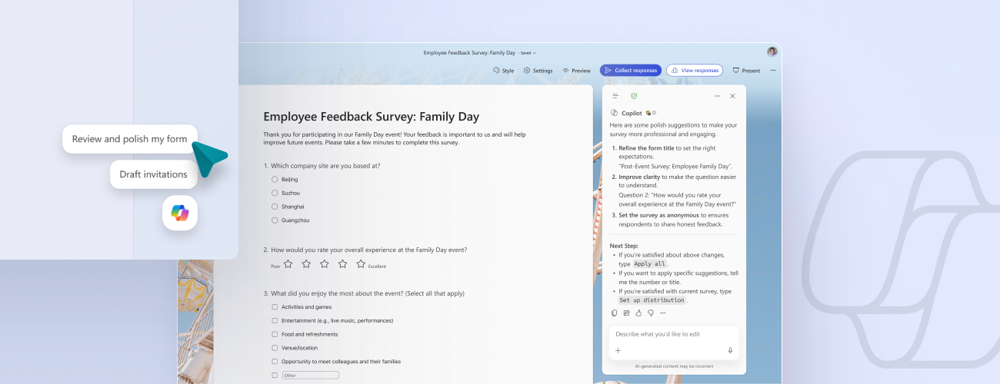 Review and polish my form
Draft invitations
Employee Feedback Survey: Family Day · Saved
Style
Settings
Preview
Collect responses
View responses
Present
Employee Feedback Survey: Family Day
Thank you for participating in our Family Day event! Your feedback is important to us and will help
improve future events. Please take a few minutes to complete this survey.
1. Which company site are you based at?
Beijing
Suzhou
Shanghai
Guangzhou
2. How would you rate your overall experience at the Family Day event?
Poor
Excellent
3. What did you enjoy the most about the event? (Select all that apply)
Activities and games
Entertainment (e.g., live music, performances)
Food and refreshments
Venue/location
Opportunity to meet colleagues and their families
Other
Copilot
Here are some polish suggestions to make your
survey more professional and engaging.
1. Refine the form title to set the right
expectations.
"Post-Event Survey: Employee Family Day".
2. Improve clarity to make the question easier
to understand.
Question 2: "How would you rate your
overall experience at the Family Day event?"
3. Set the survey as anonymous to ensures
respondents to share honest feedback.
Next Step:
• If you're satisfied about above changes,
type Apply all.
• If you want to apply specific suggestions, tell
me the number or title.
• If you're satisfied with current survey, type
Set up distribution.
Describe what you'd like to edit
AI-generated content may be incorrect